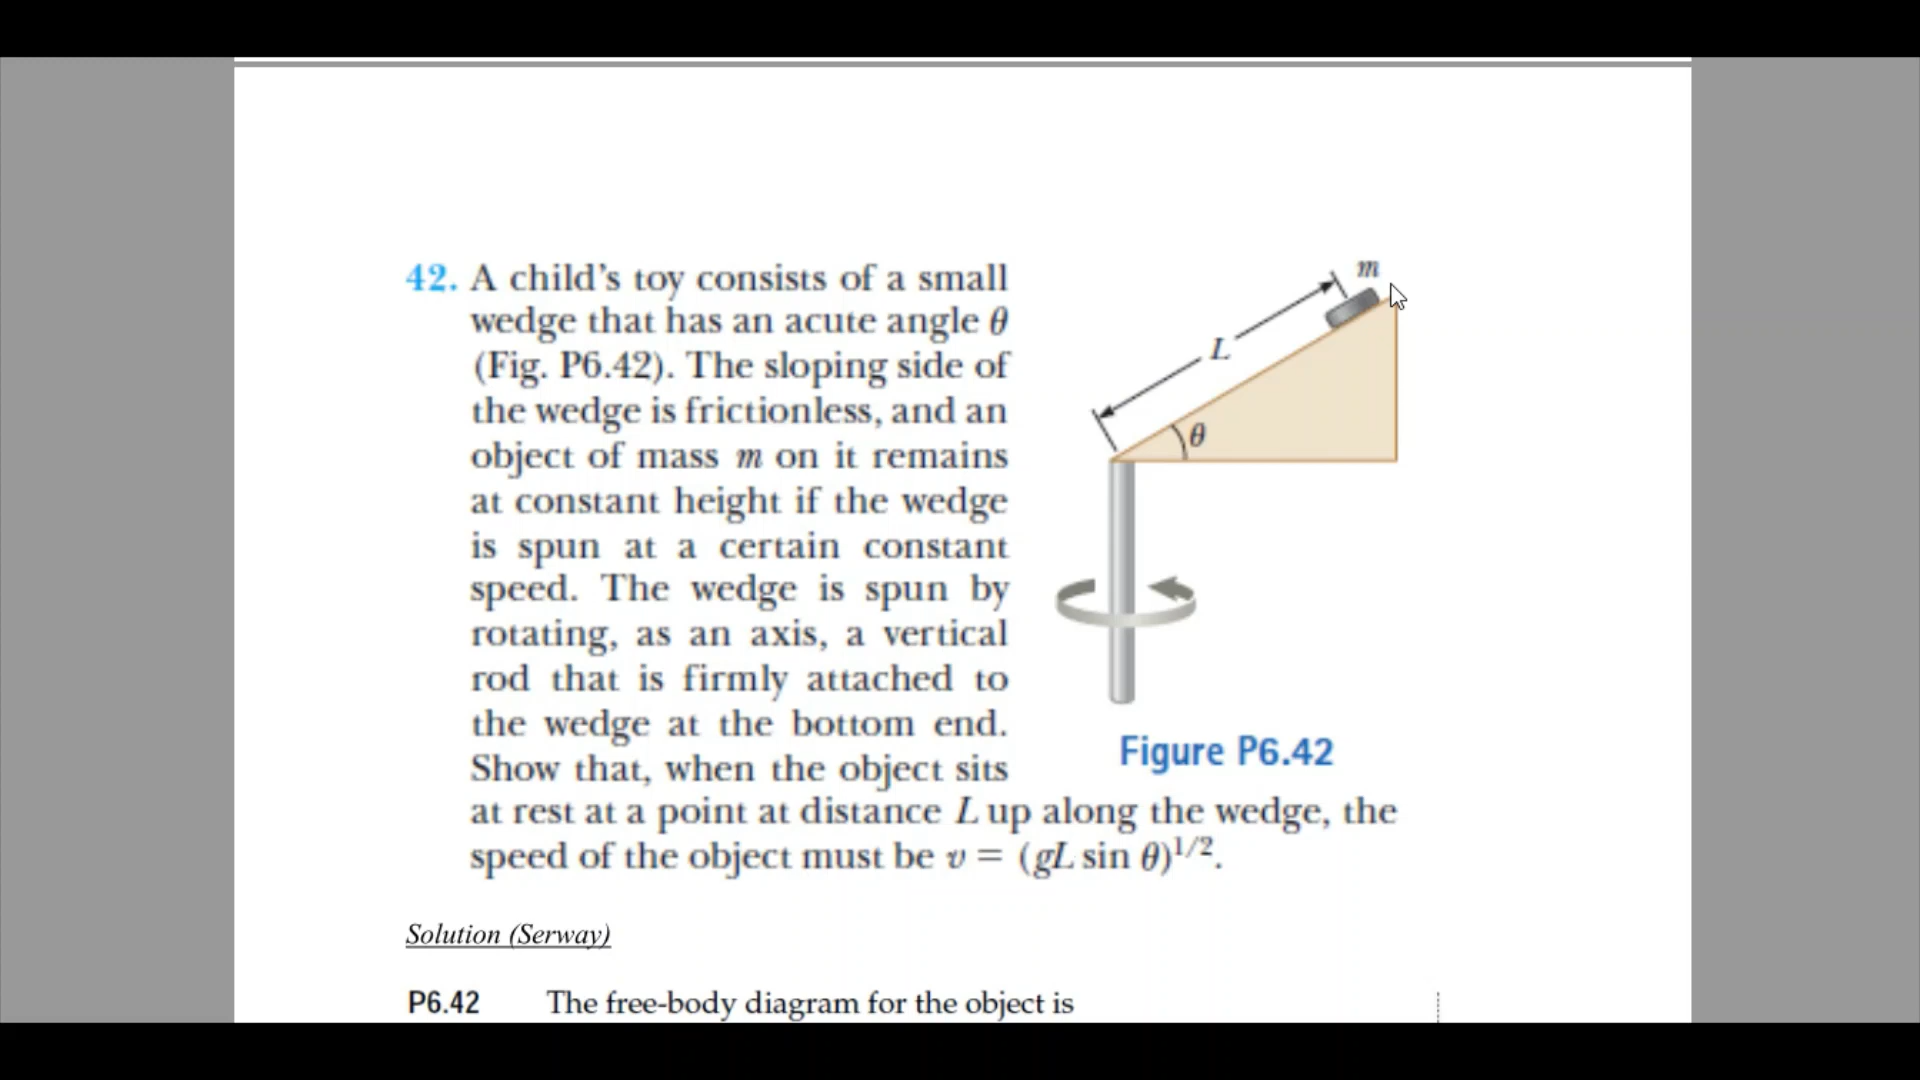 42. A child's toy consists of a small
wedge that has an acute angle θ
(Fig. P6.42). The sloping side of
the wedge is frictionless, and an
object of mass m on it remains
at constant height if the wedge
is spun at a certain constant
speed. The wedge is spun by
rotating, as an axis, a vertical
rod that is firmly attached to
the wedge at the bottom end.
Show that, when the object sits
at rest at a point at distance L up along the wedge, the
speed of the object must be v = (gL sin θ)^1/2.
m
L
θ
Figure P6.42
Solution (Serway)
P6.42 The free-body diagram for the object is